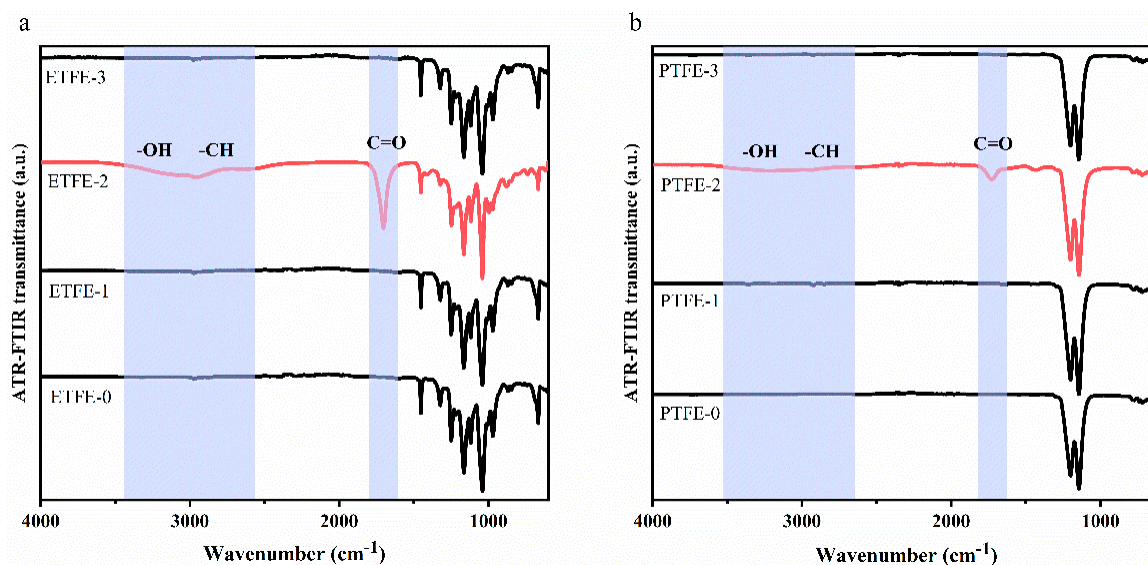 a
ATR-FTIR transmittance (a.u.)
ETFE-3
-OH -CH C=O
ETFE-2
ETFE-1
ETFE-0
4000 3000 2000 1000
Wavenumber (cm-1)
b
ATR-FTIR transmittance (a.u.)
PTFE-3
-OH -CH C=O
PTFE-2
PTFE-1
PTFE-0
4000 3000 2000 1000
Wavenumber (cm-1)